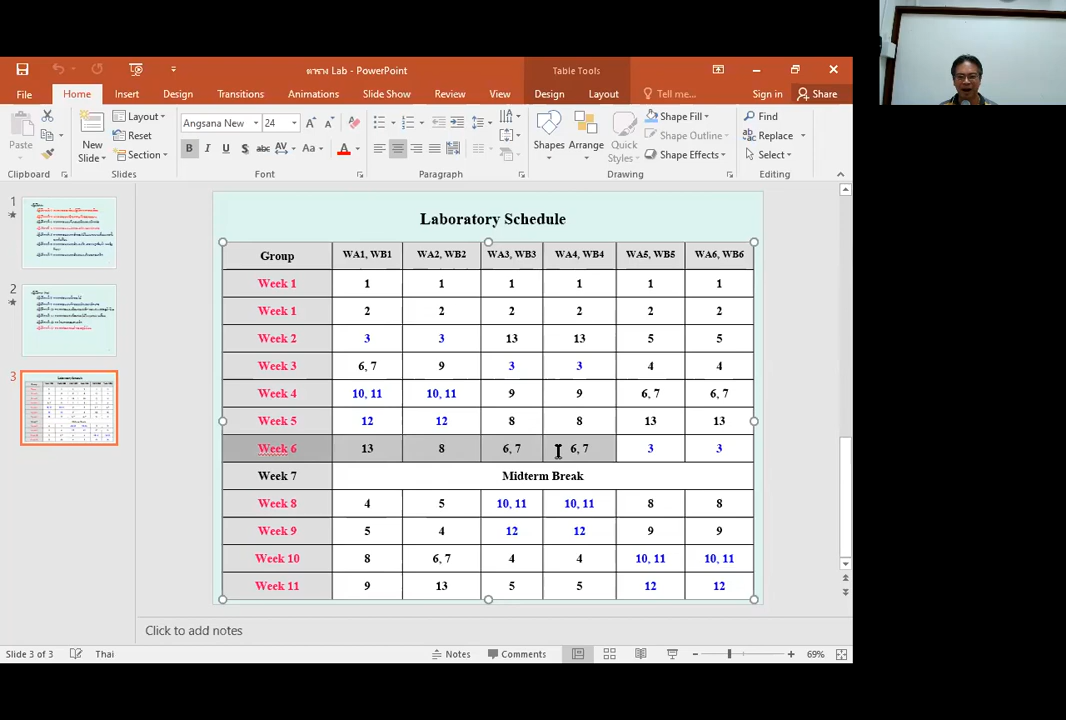 ตาราง Lab - PowerPoint
Table Tools
File Home Insert Design Transitions Animations Slide Show Review View Design Layout Tell me... Sign in Share
Paste
Clipboard
New Slide
Layout
Reset
Section
Slides
Angsana New 24
B I U S abc AV Aa A
Font
Paragraph
Shapes
Arrange
Quick Styles
Shape Fill
Shape Outline
Shape Effects
Drawing
Find
Replace
Select
Editing
1
2
3
Laboratory Schedule
Group WA1, WB1 WA2, WB2 WA3, WB3 WA4, WB4 WA5, WB5 WA6, WB6
Week 1 1 1 1 1 1 1
Week 1 2 2 2 2 2 2
Week 2 3 3 13 13 5 5
Week 3 6, 7 9 3 3 4 4
Week 4 10, 11 10, 11 9 9 6, 7 6, 7
Week 5 12 12 8 8 13 13
Week 6 13 8 6, 7 6, 7 3 3
Week 7 Midterm Break
Week 8 4 5 10, 11 10, 11 8 8
Week 9 5 4 12 12 9 9
Week 10 8 6, 7 4 4 10, 11 10, 11
Week 11 9 13 5 5 12 12
Click to add notes
Slide 3 of 3 Thai Notes Comments 69%